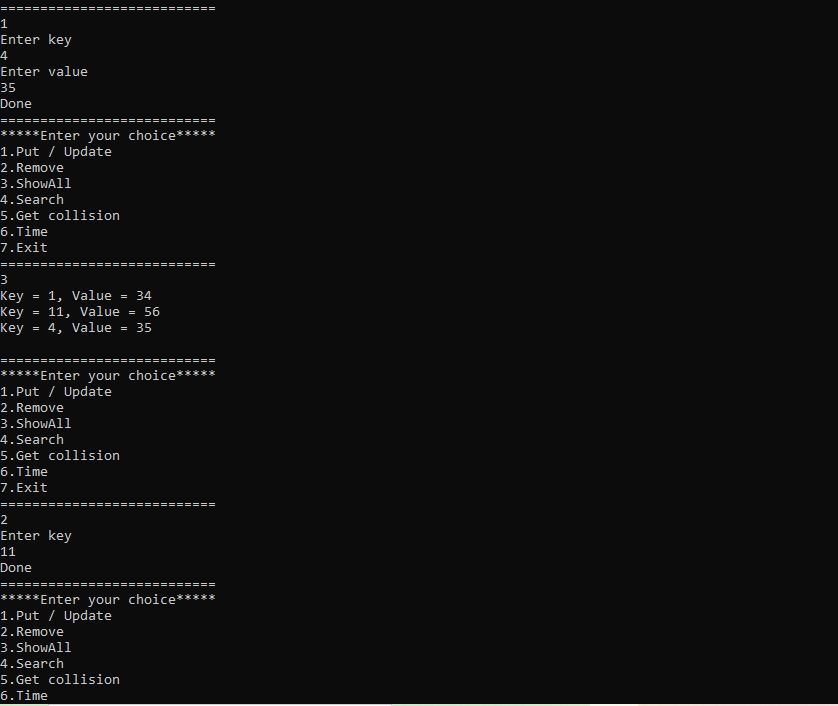 ===========================
1
Enter key
4
Enter value
35
Done
===========================
*****Enter your choice*****
1.Put / Update
2.Remove
3.ShowAll
4.Search
5.Get collision
6.Time
7.Exit
===========================
3
Key = 1, Value = 34
Key = 11, Value = 56
Key = 4, Value = 35

===========================
*****Enter your choice*****
1.Put / Update
2.Remove
3.ShowAll
4.Search
5.Get collision
6.Time
7.Exit
===========================
2
Enter key
11
Done
===========================
*****Enter your choice*****
1.Put / Update
2.Remove
3.ShowAll
4.Search
5.Get collision
6.Time